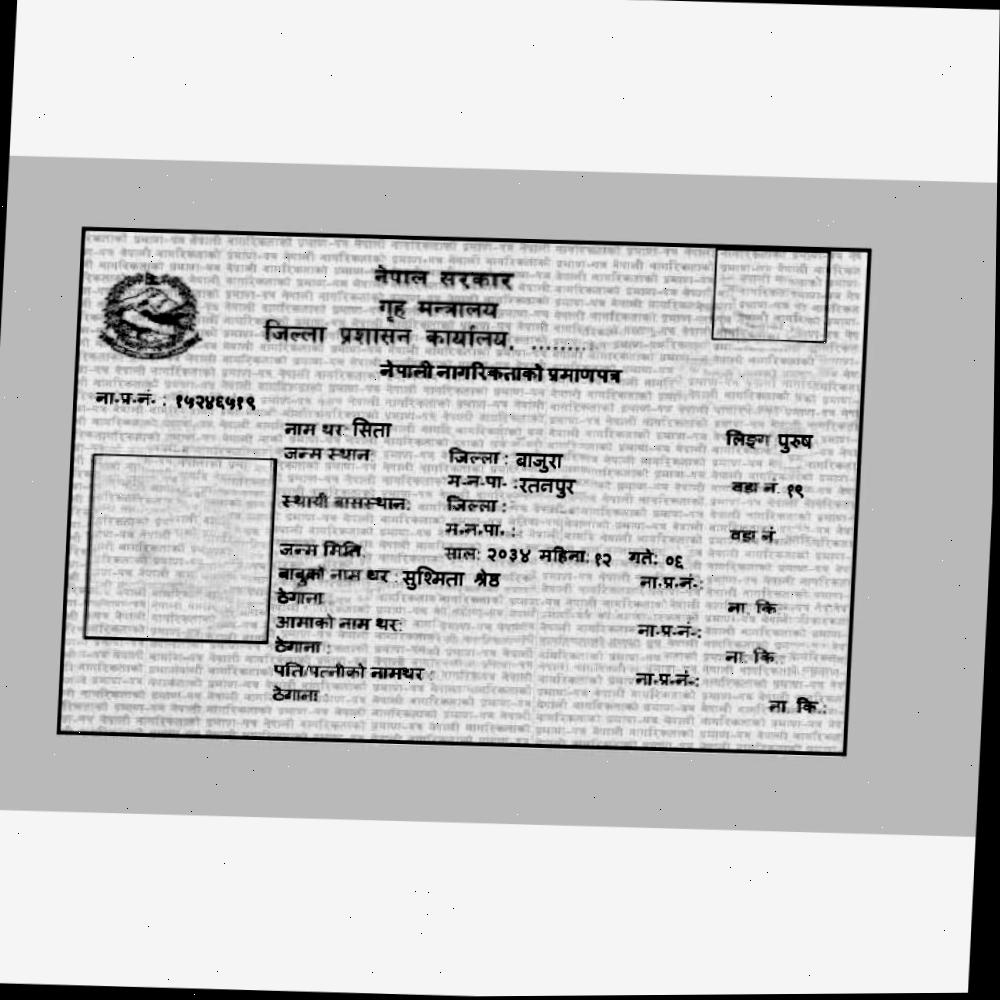 नेपाल सरकार
गृह मन्त्रालय
जिल्ला प्रशासन कार्यालय, .........
नेपाली नागरिकताको प्रमाणपत्र
ना.प्र.नं. : १५२४६५१९
नाम थर: सिता लिङ्ग पुरुष
जन्म स्थान: जिल्ला : बाजुरा
म.न.पा. :रतनपुर वडा नं. १९
स्थायी बासस्थान: जिल्ला :
म.न.पा. : वडा नं.
जन्म मिति: साल: २०३४ महिना: १२ गते: ०६
बाबुको नाम थर : सुश्मिता श्रेष्ठ ना.प्र.नं.:
ठेगाना ना. कि.:
आमाको नाम थर: ना.प्र.नं.:
ठेगाना : ना. कि.:
पति/पत्नीको नामथर : ना.प्र.नं.:
ठेगाना ना. कि.: